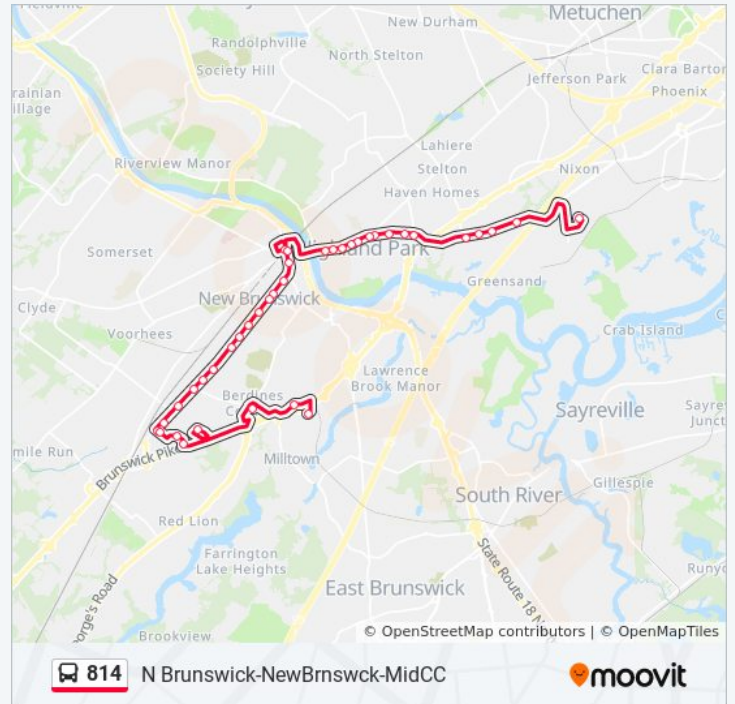 Metuchen
New Durham
Randolphville
Society Hill
North Stelton
Jefferson Park
Clara Barton
Phoenix
rainian
illage
Riverview Manor
Lahiere
Stelton
Haven Homes
Nixon
Somerset
Highland Park
Greensand
Clyde
New Brunswick
Crab Island
Voorhees
Lawrence
Brook Manor
Berdines
Sayreville
Sayre
Junct
mile Run
Brunswick Pike
Milltown
Gillespie
South River
Red Lion
Farrington
Lake Heights
State Route 18 N
Runyo
East Brunswick
orge's Road
Brookview
© OpenStreetMap contributors | © OpenMapTiles
814 N Brunswick-NewBrnswck-MidCC
moovit